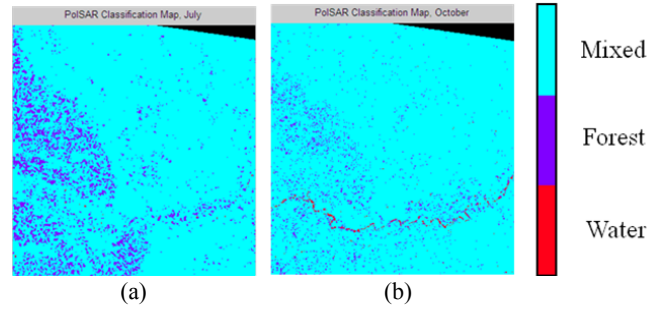 PolSAR Classification Map, July
PolSAR Classification Map, October
Mixed
Forest
Water
(a)
(b)